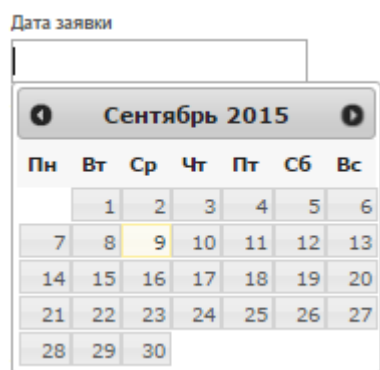 Дата заявки
Сентябрь 2015
Пн Вт Ср Чт Пт Сб Вс
1 2 3 4 5 6
7 8 9 10 11 12 13
14 15 16 17 18 19 20
21 22 23 24 25 26 27
28 29 30